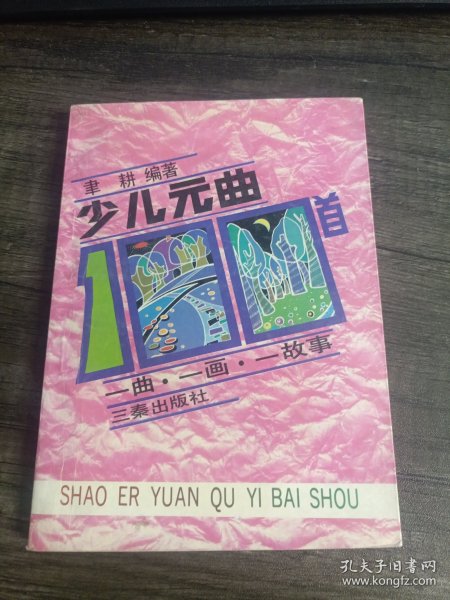 聿 耕 编著
少儿元曲
100首
一曲·一画·一故事
三秦出版社
SHAO ER YUAN QU YI BAI SHOU
孔夫子旧书网
www.kongfz.com